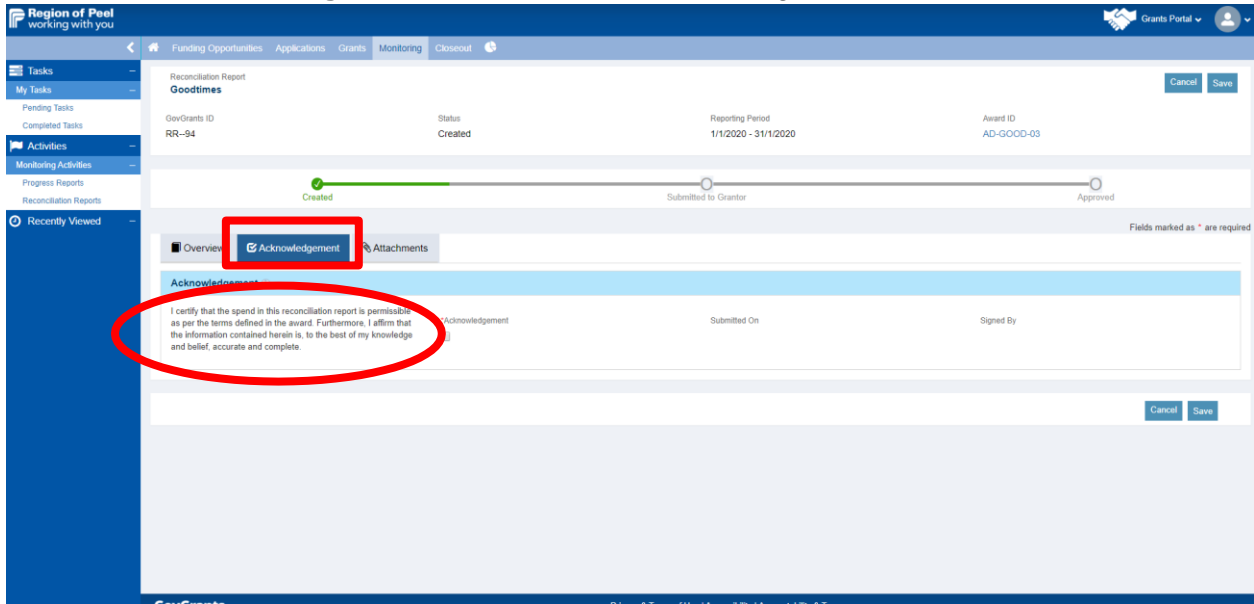 Region of Peel
working with you
Grants Portal
Funding Opportunities Applications Grants Monitoring Closeout
Tasks
My Tasks
Pending Tasks
Completed Tasks
Activities
Monitoring Activities
Progress Reports
Reconciliation Reports
Recently Viewed
Reconciliation Report
Goodtimes
Cancel Save
GovGrants ID Status Reporting Period Award ID
RR--94 Created 1/1/2020 - 31/1/2020 AD-GOOD-03
Created Submitted to Grantor Approved
Fields marked as * are required
Overview Acknowledgement Attachments
Acknowledgement
I certify that the spend in this reconciliation report is permissible
as per the terms defined in the award. Furthermore, I affirm that
the information contained herein is, to the best of my knowledge
and belief, accurate and complete.
*Acknowledgement Submitted On Signed By
Cancel Save
GovGrants